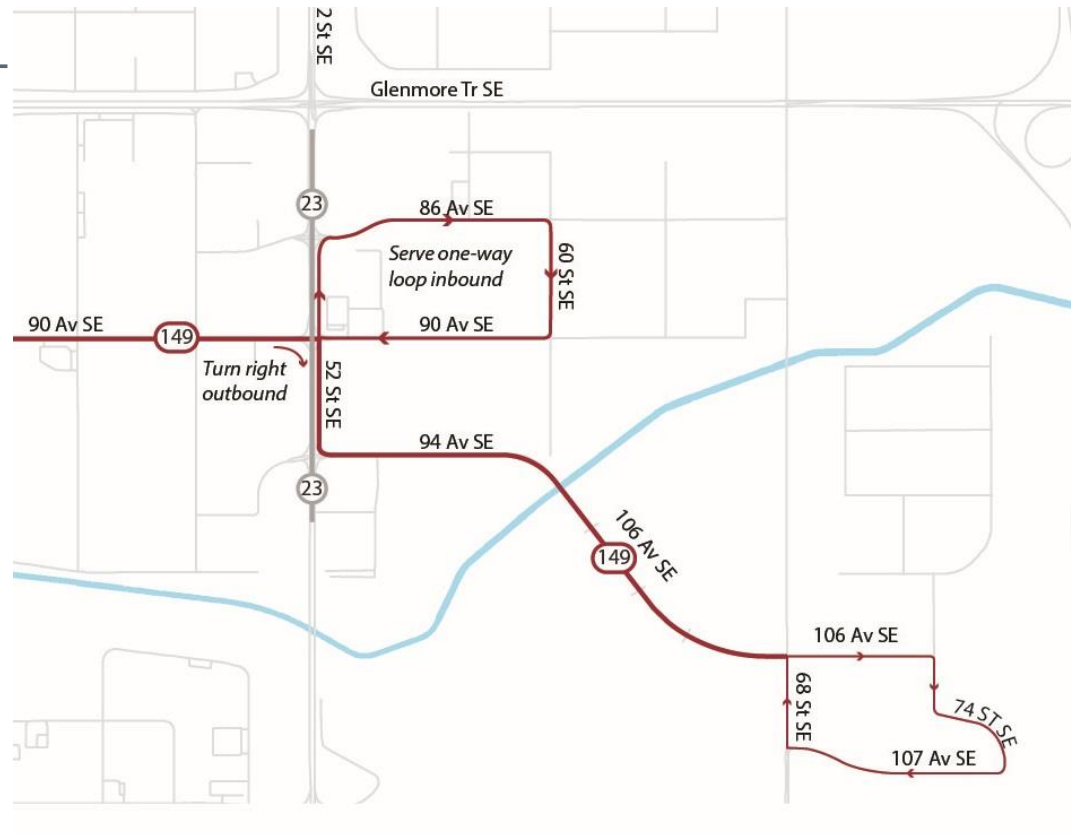 2 St SE
Glenmore Tr SE
23
86 Av SE
Serve one-way
loop inbound
60 St SE
90 Av SE
149
90 Av SE
Turn right
outbound
52 St SE
94 Av SE
23
106 Av SE
149
106 Av SE
68 St SE
74 ST SE
107 Av SE